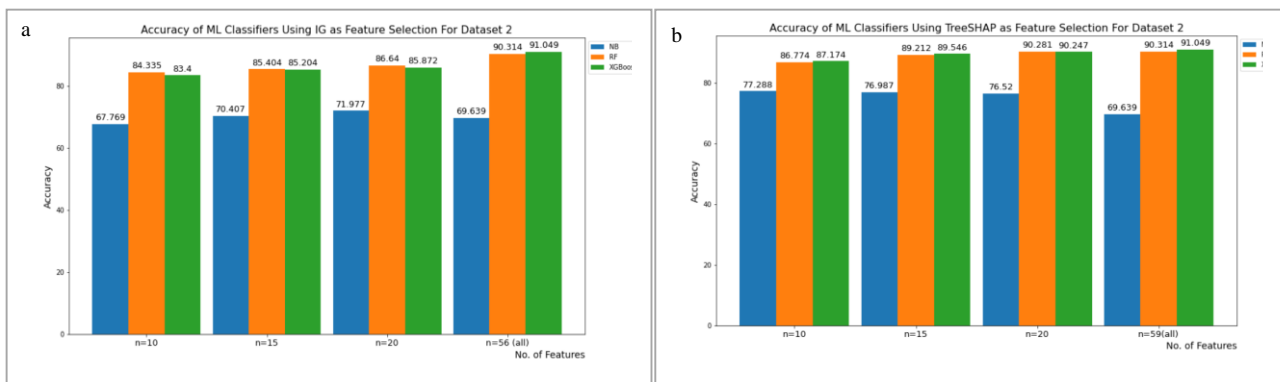 a
Accuracy of ML Classifiers Using IG as Feature Selection For Dataset 2
NB
RF
XGBoos
Accuracy
80
60
40
20
0
67.769
84.335
83.4
70.407
85.404
85.204
71.977
86.64
85.872
69.639
90.314
91.049
n=10
n=15
n=20
n=56 (all)
No. of Features
b
Accuracy of ML Classifiers Using TreeSHAP as Feature Selection For Dataset 2
Accuracy
80
60
40
20
0
77.288
86.774
87.174
76.987
89.212
89.546
76.52
90.281
90.247
69.639
90.314
91.049
n=10
n=15
n=20
n=59(all)
No. of Features